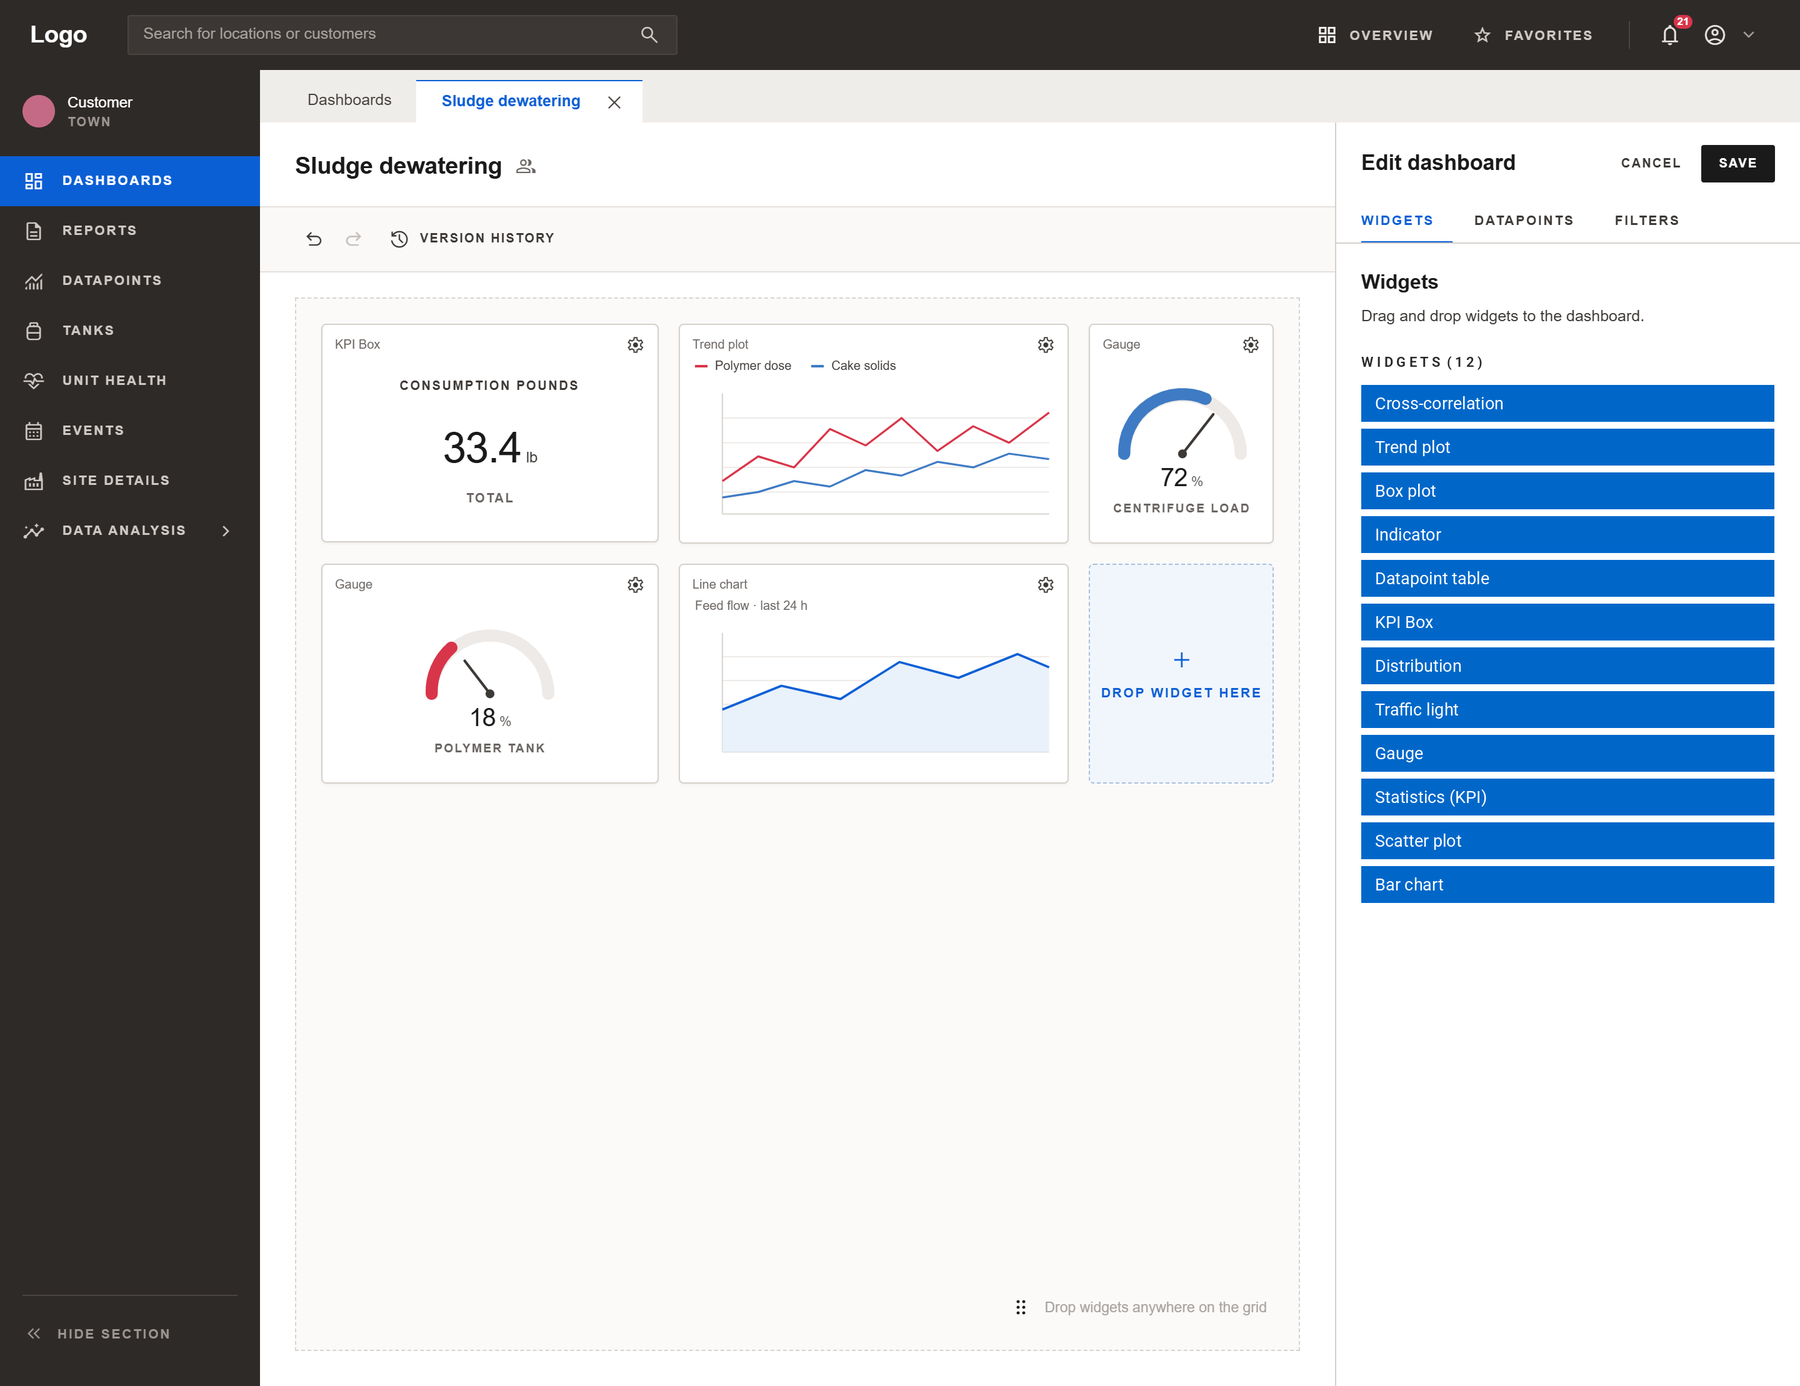 Logo
Search for locations or customers
OVERVIEW
FAVORITES
21
Customer
TOWN
DASHBOARDS
REPORTS
DATAPOINTS
TANKS
UNIT HEALTH
EVENTS
SITE DETAILS
DATA ANALYSIS
HIDE SECTION
Dashboards
Sludge dewatering
Sludge dewatering
VERSION HISTORY
KPI Box
CONSUMPTION POUNDS
33.4 lb
TOTAL
Trend plot
Polymer dose
Cake solids
Gauge
72 %
CENTRIFUGE LOAD
Gauge
18 %
POLYMER TANK
Line chart
Feed flow · last 24 h
DROP WIDGET HERE
Drop widgets anywhere on the grid
Edit dashboard
CANCEL
SAVE
WIDGETS
DATAPOINTS
FILTERS
Widgets
Drag and drop widgets to the dashboard.
WIDGETS (12)
Cross-correlation
Trend plot
Box plot
Indicator
Datapoint table
KPI Box
Distribution
Traffic light
Gauge
Statistics (KPI)
Scatter plot
Bar chart